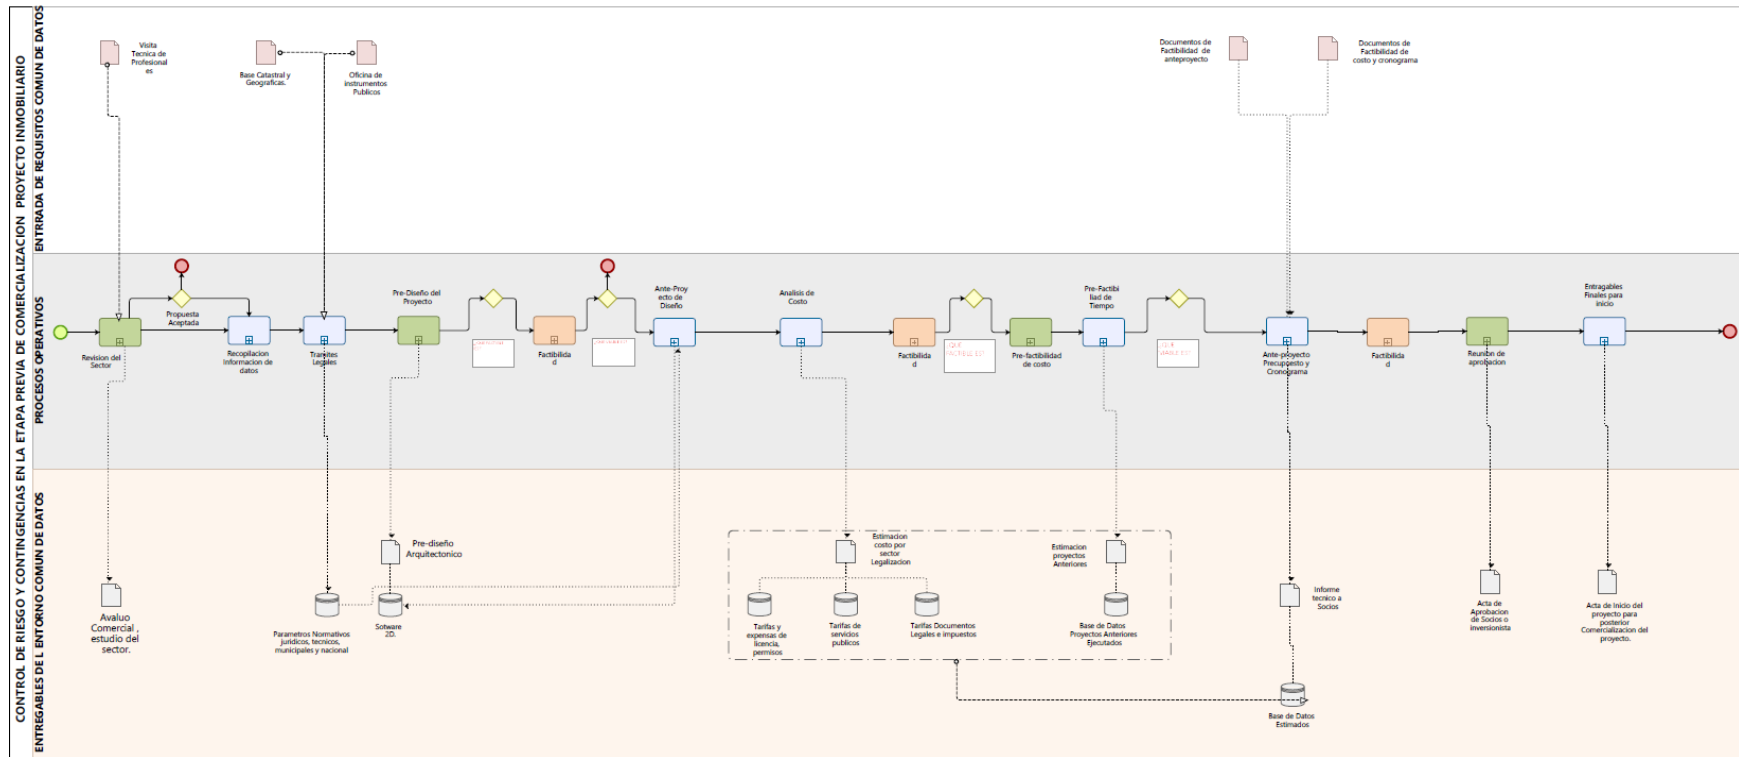 CONTROL DE RIESGO Y CONTINGENCIAS EN LA ETAPA PREVIA DE COMERCIALIZACION PROYECTO INMOBILIARIO
ENTRRADA DE REQUISITOS COMUN DE DATOS
Visita
Tecnica de
Profesional
es
Base Catastral y
Geograficas.
Oficina de
instrumentos
Publicos
Documentos de
Factibilidad de
anteproyecto
Documentos de
Factibilidad de
costo y cronograma
PROCESOS OPERATIVOS
Revision del
Sector
Propuesta
Aceptada
Recopilacion
Informacion de
datos
Tramites
Legales
Pre-Diseño del
Proyecto
Factibilida
d
Ante-Proy
ecto de
Diseño
Analisis de
Costo
Factibilida
d
¿QUÉ
FACTIBLE ES?
Pre-factibilidad
de costo
Pre-Factibi
liad de
Tiempo
¿QUÉ
VIABLE ES?
Ante-proyecto
Precupuesto y
Cronograma
Factibilida
d
Reunion de
aprobacion
Entragables
Finales para
inicio
ENTREGABLES DEL ENTORNO COMUN DE DATOS
Avaluo
Comercial ,
estudio del
sector.
Parametros Normativos
juridicos, tecnicos,
municipales y nacional
Pre-diseño
Arquitectonico
Sotware
2D.
Estimacion
costo por
sector
Legalizacion
Tarifas y
expensas de
licencia,
permisos
Tarifas de
servicios
publicos
Tarifas Documentos
Legales e impuestos
Estimacion
proyectos
Anteriores
Base de Datos
Proyectos Anteriores
Ejecutados
Informe
tecnico a
Socios
Base de Datos
Estimados
Acta de
Aprobacion
de Socios o
inversionista
Acta de Inicio del
proyecto para
posterior
Comercializacion del
proyecto.